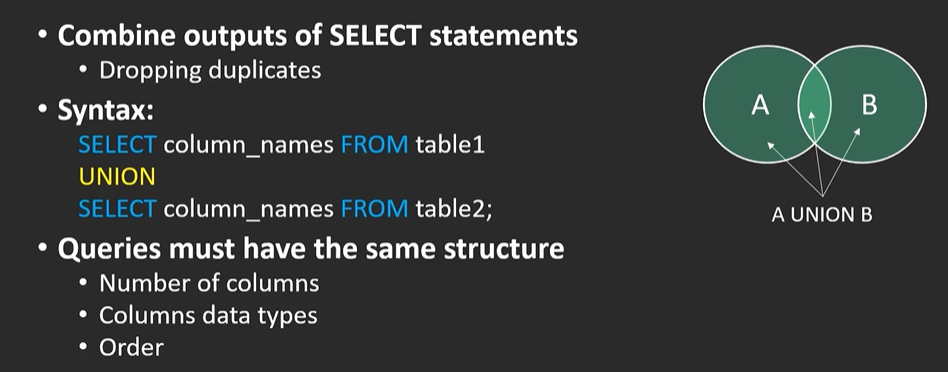 • Combine outputs of SELECT statements
• Dropping duplicates
• Syntax:
SELECT column_names FROM table1
UNION
SELECT column_names FROM table2;
• Queries must have the same structure
• Number of columns
• Columns data types
• Order
A
B
A UNION B